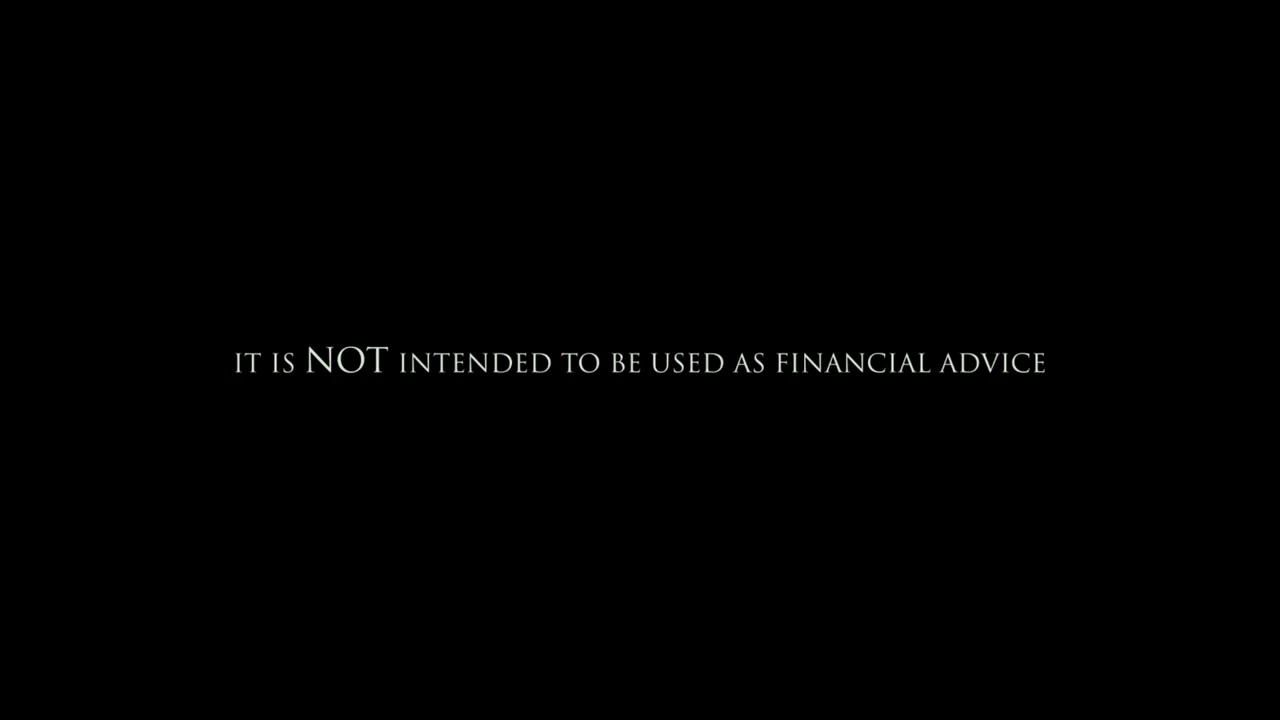 IT IS NOT INTENDED TO BE USED AS FINANCIAL ADVICE